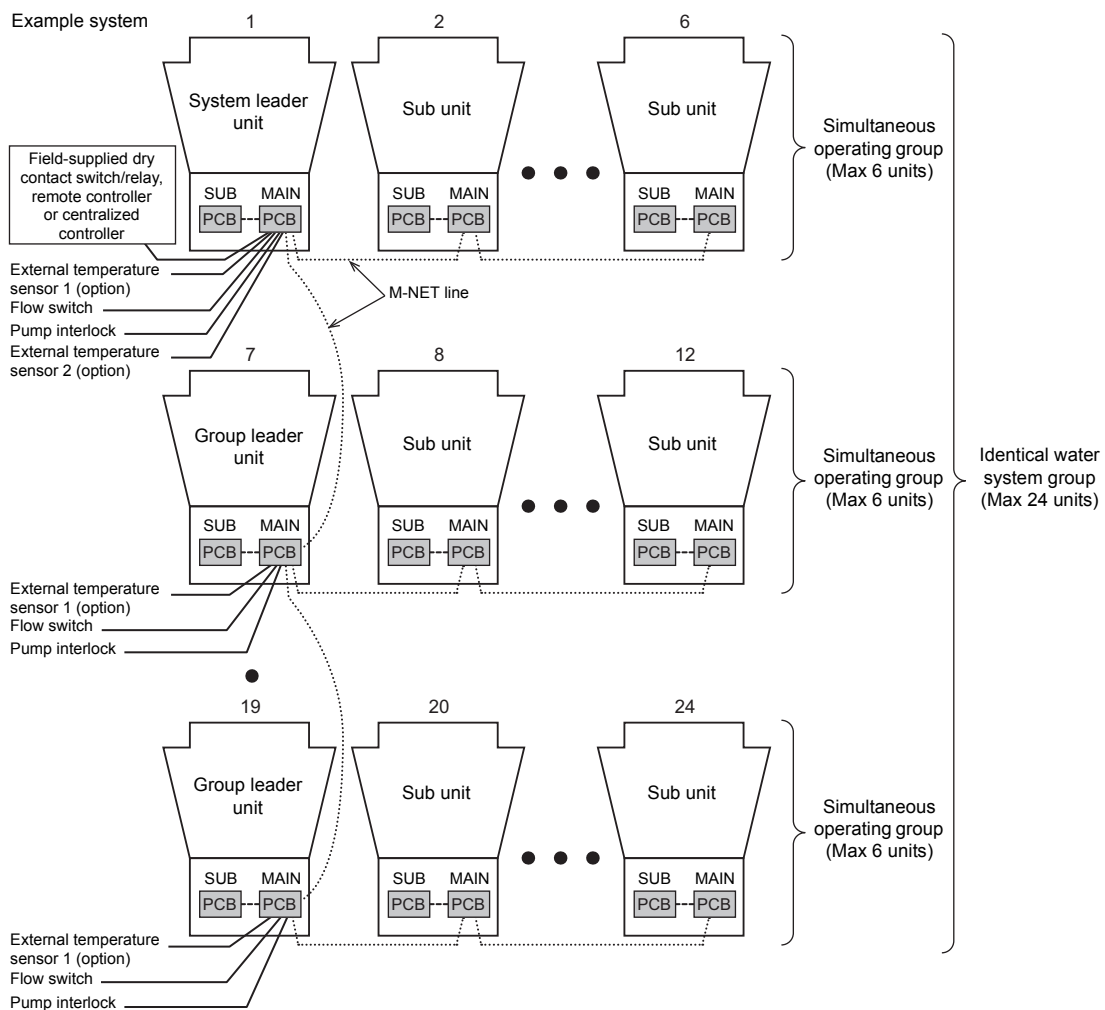 Example system
1
2
6
System leader
unit
Sub unit
Sub unit
Simultaneous
operating group
(Max 6 units)
Field-supplied dry
contact switch/relay,
remote controller
or centralized
controller
SUB MAIN
PCB PCB
SUB MAIN
PCB PCB
SUB MAIN
PCB PCB
External temperature
sensor 1 (option)
Flow switch
Pump interlock
External temperature
sensor 2 (option)
M-NET line
7
8
12
Group leader
unit
Sub unit
Sub unit
Simultaneous
operating group
(Max 6 units)
Identical water
system group
(Max 24 units)
SUB MAIN
PCB PCB
SUB MAIN
PCB PCB
SUB MAIN
PCB PCB
External temperature
sensor 1 (option)
Flow switch
Pump interlock
19
20
24
Group leader
unit
Sub unit
Sub unit
Simultaneous
operating group
(Max 6 units)
SUB MAIN
PCB PCB
SUB MAIN
PCB PCB
SUB MAIN
PCB PCB
External temperature
sensor 1 (option)
Flow switch
Pump interlock